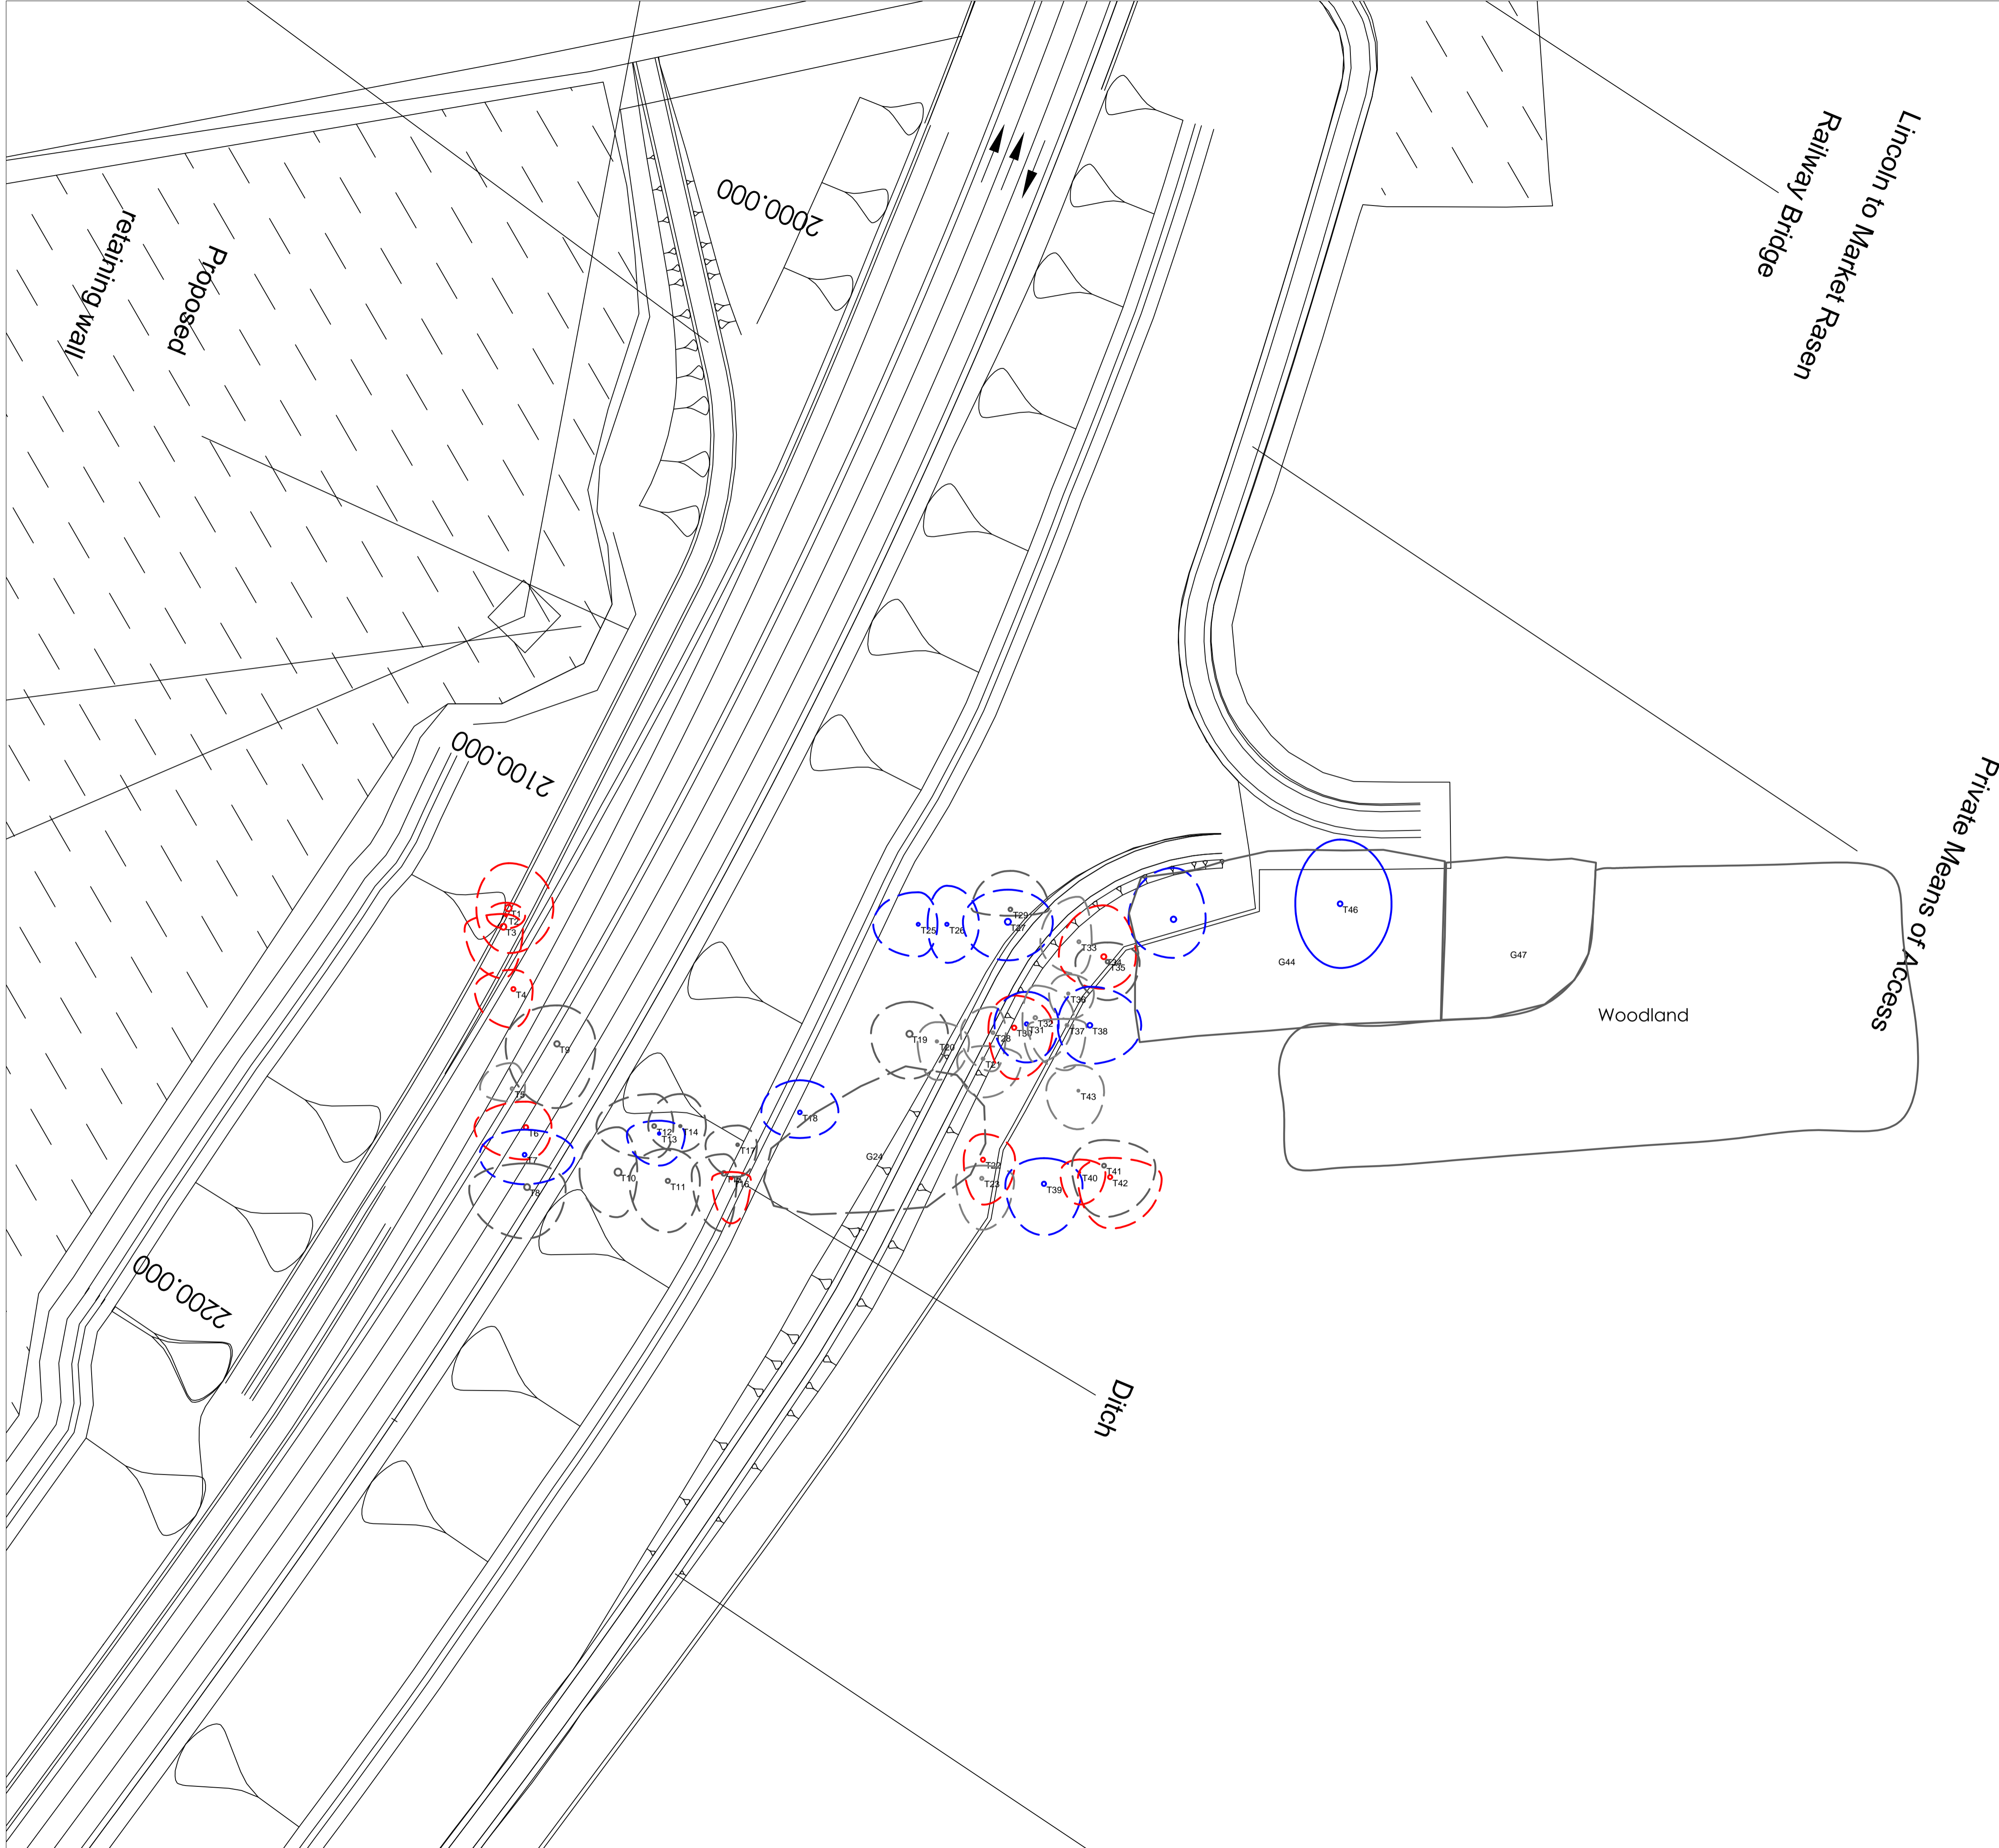 Lincoln to Market Rasen
Railway Bridge
Proposed
retaining wall
2000.000
2100.000
2200.000
Private Means of Access
Woodland
Ditch
T1
T2
T3
T4
T5
T6
T7
T8
T9
T10
T11
T12
T13
T14
T16
T17
T18
T19
T20
T21
T22
T23
G24
T25
T26
T27
T28
T29
T30
T31
T32
T33
T34
T35
T36
T37
T38
T39
T40
T41
T42
T43
G44
T46
G47